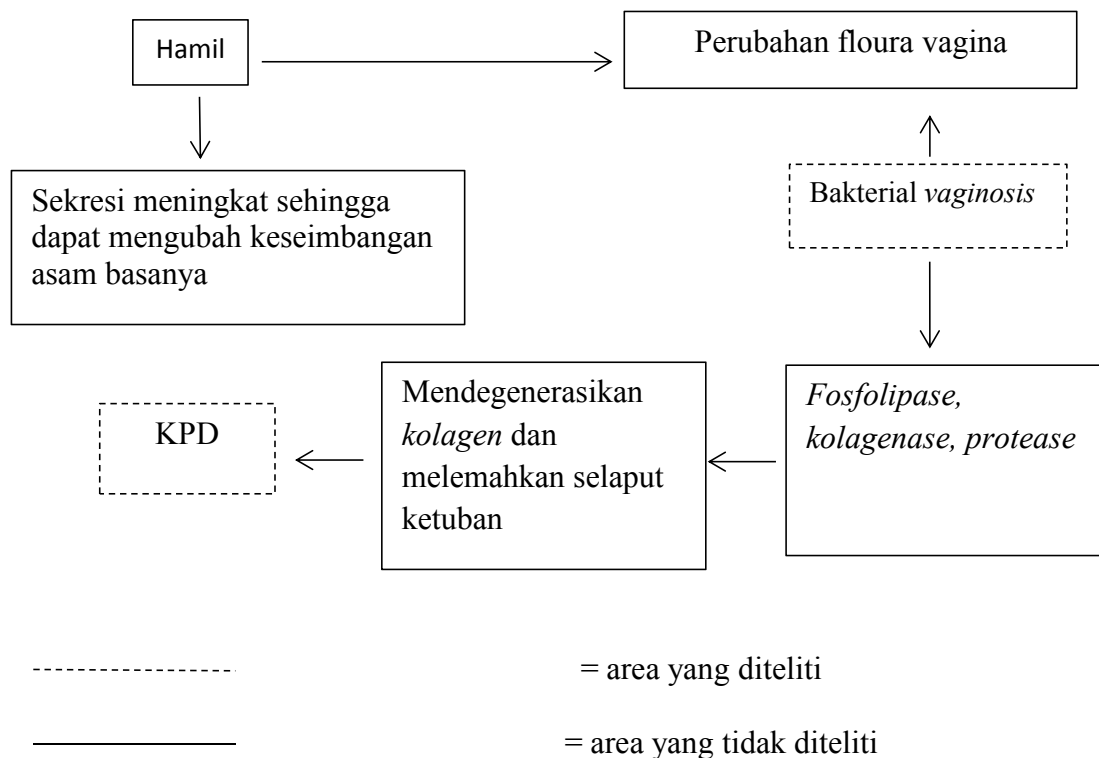 Hamil
Perubahan floura vagina
Sekresi meningkat sehingga
dapat mengubah keseimbangan
asam basanya
Bakterial vaginosis
KPD
Mendegenerasikan
kolagen dan
melemahkan selaput
ketuban
Fosfolipase,
kolagenase, protease
= area yang diteliti
= area yang tidak diteliti